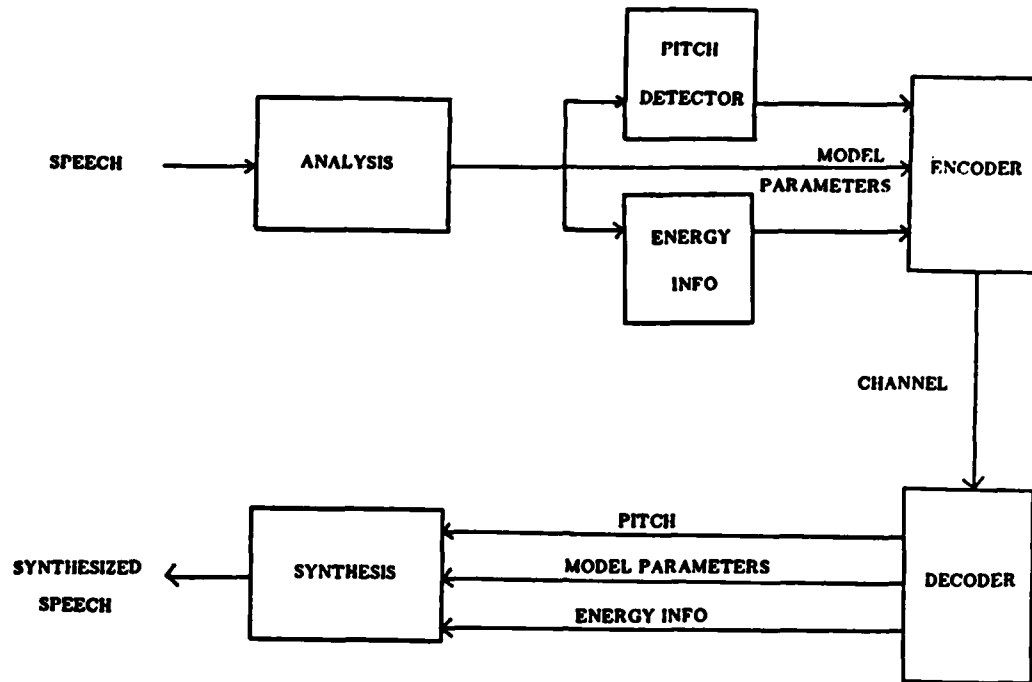 PITCH
DETECTOR
SPEECH
ANALYSIS
MODEL
PARAMETERS
ENCODER
ENERGY
INFO
CHANNEL
PITCH
SYNTHESIZED
SPEECH
SYNTHESIS
MODEL PARAMETERS
DECODER
ENERGY INFO